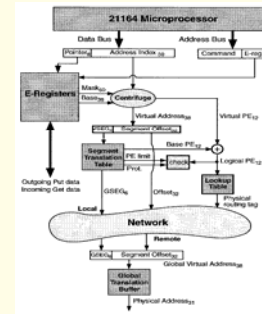 21164 Microprocessor
Data Bus
Address Bus
Pointer
Address Index
Command
E-reg
E-Registers
Mask
Base
Centrifuge
Virtual Address
Virtual PE
GSEG
Segment Offset
Base PE
Segment
Translation
Table
PE limit
Prot.
check
Logical PE
Lookup
Table
GSEG
Offset
Physical
routing tag
Outgoing Put data
Incoming Get data
Local
Network
Remote
GSEG
Segment Offset
Global Virtual Address
Global
Translation
Buffer
Physical Address